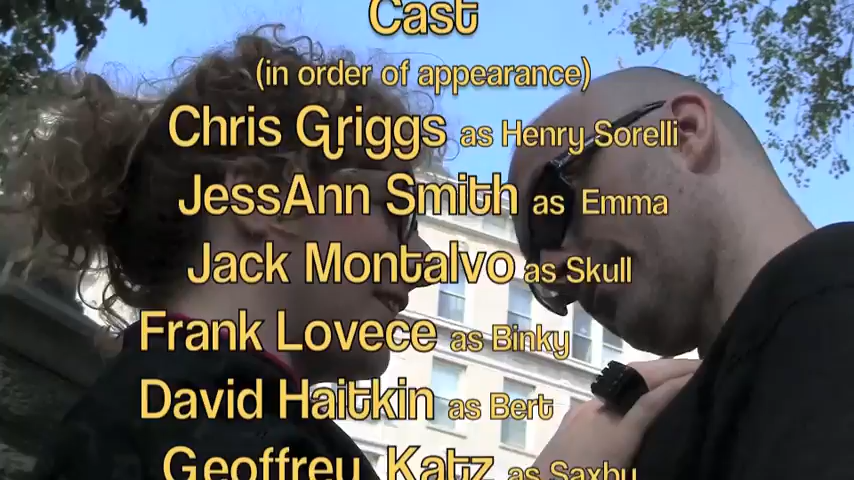 Cast
(in order of appearance)
Chris Griggs as Henry Sorelli
JessAnn Smith as Emma
Jack Montalvo as Skull
Frank Lovece as Binky
David Haitkin as Bert
Geoffrey Katz as Saxby